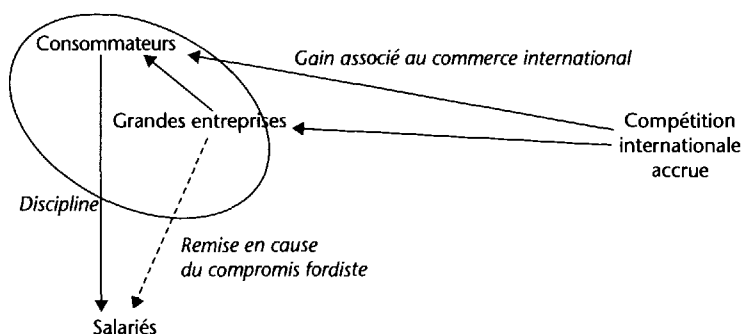 Consommateurs
Gain associé au commerce international
Grandes entreprises
Compétition
internationale
accrue
Discipline
Remise en cause
du compromis fordiste
Salariés